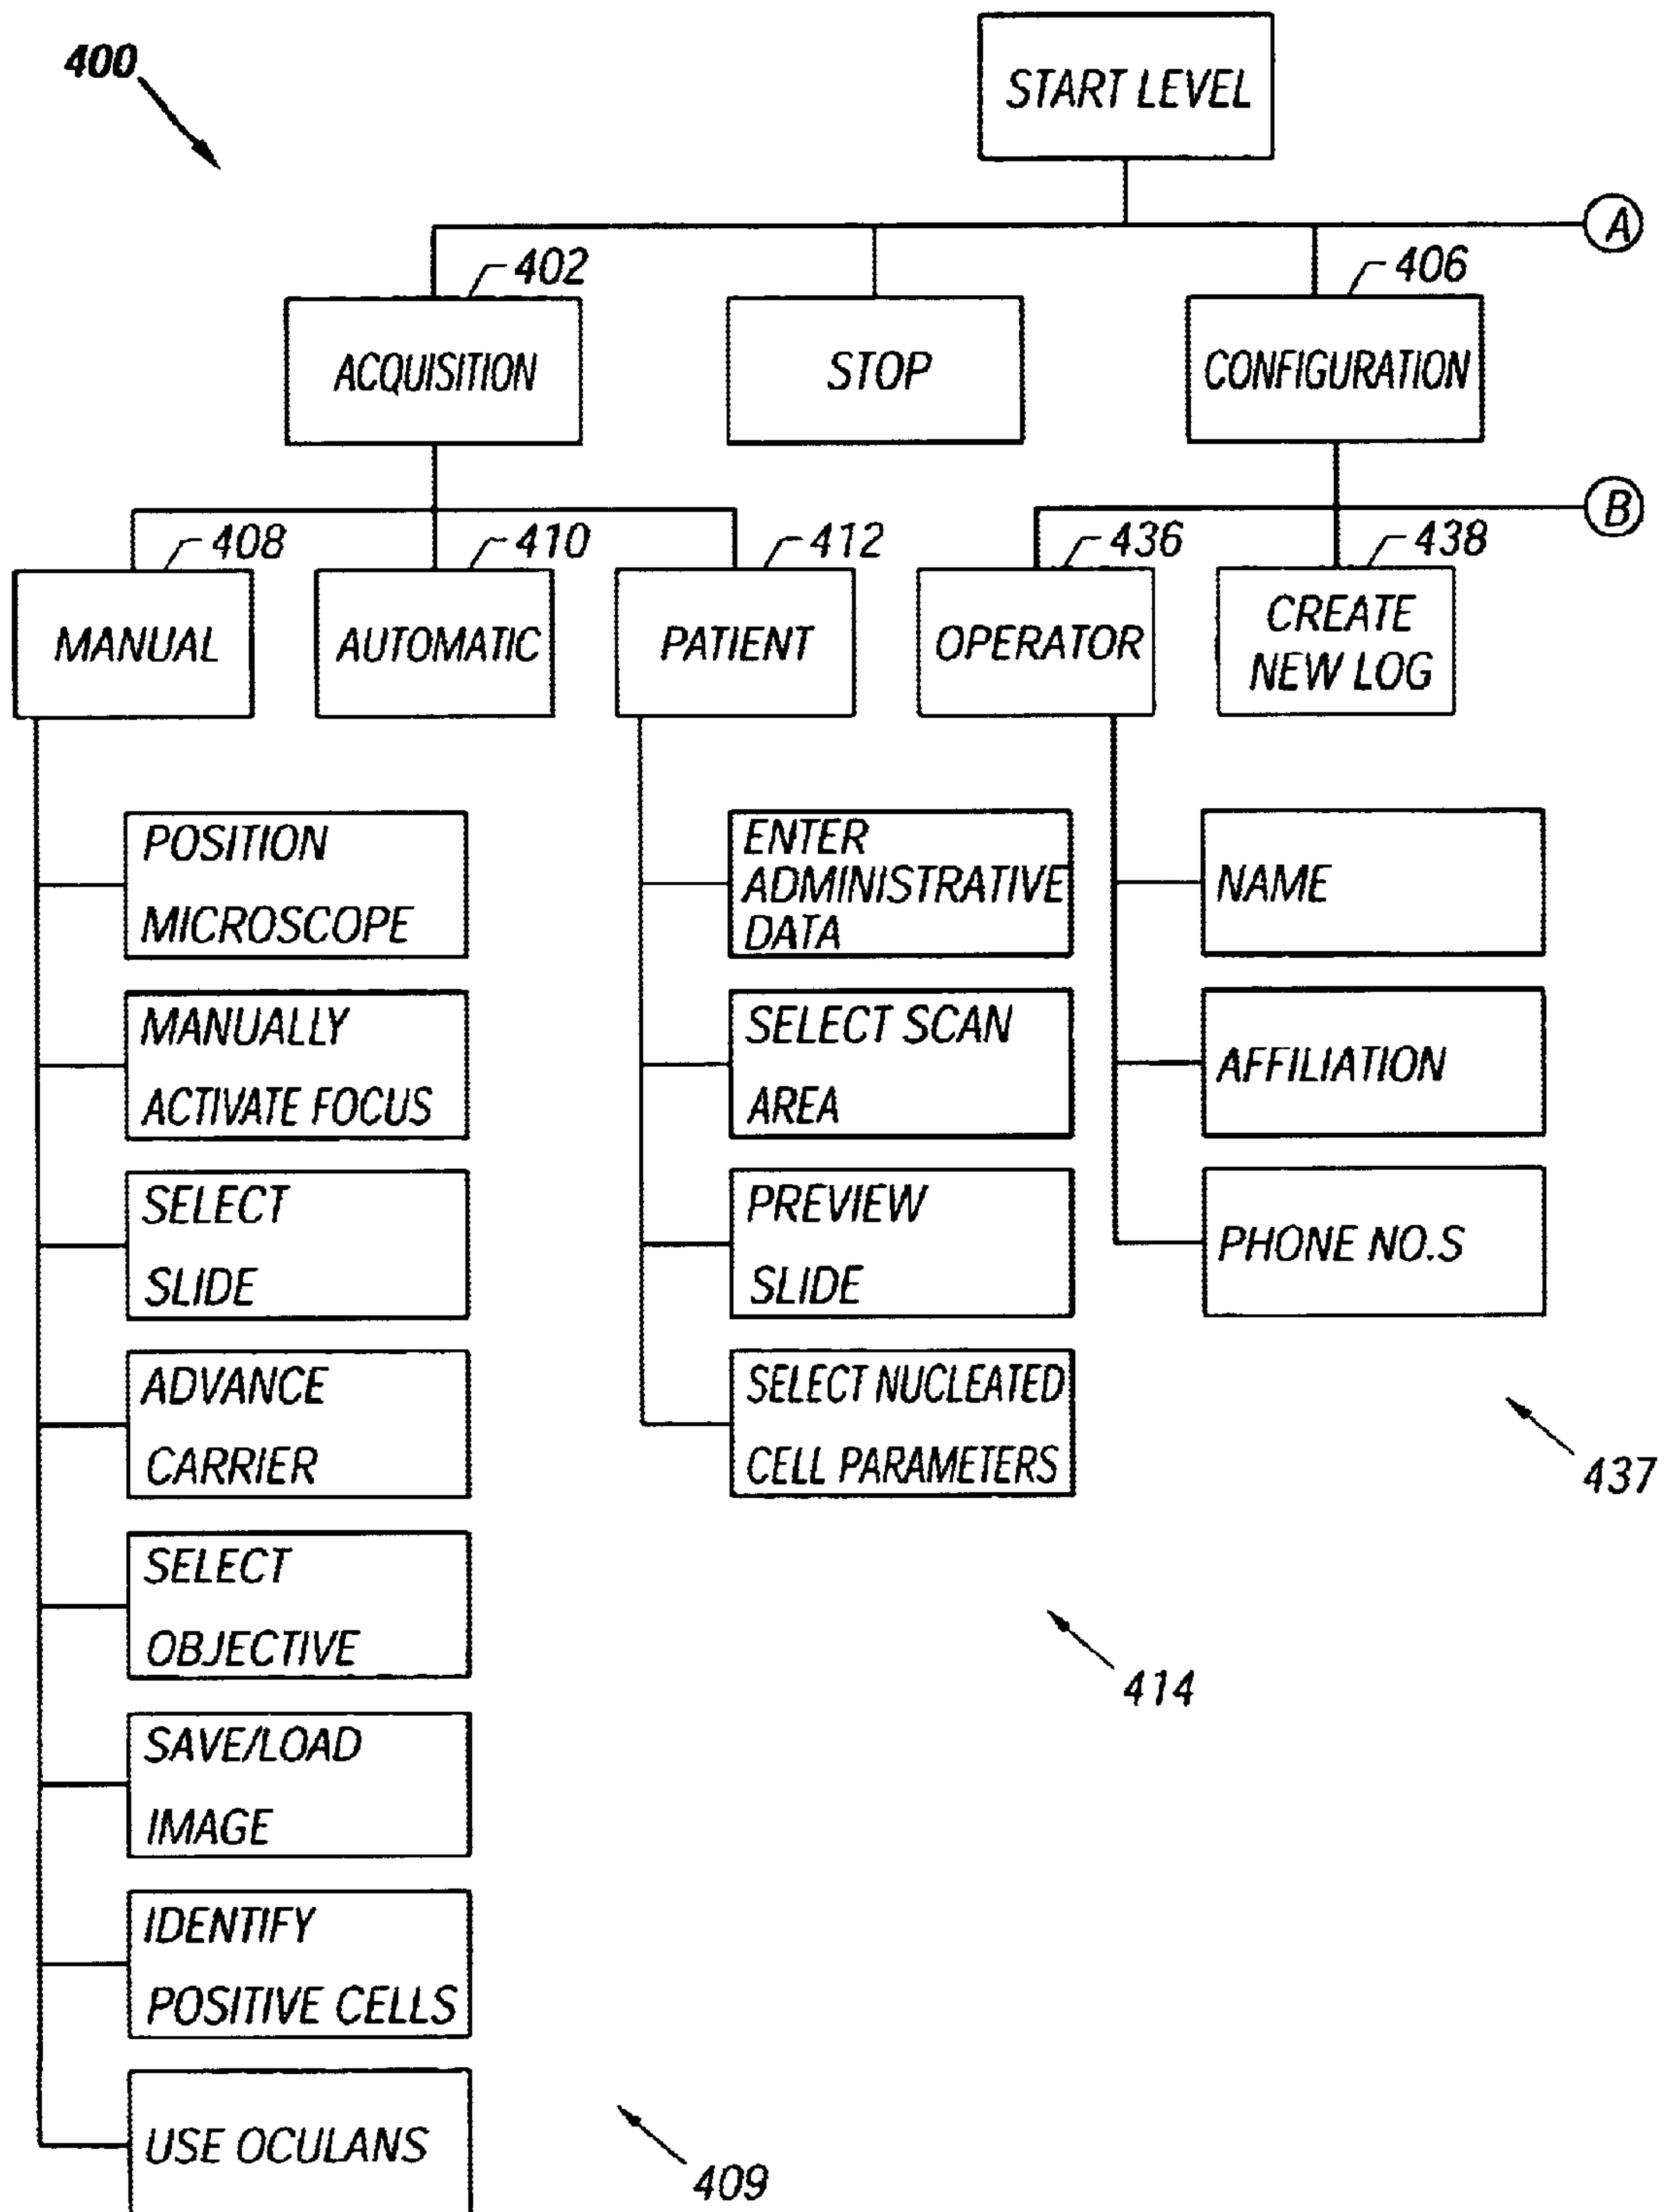 400
START LEVEL
A
402
406
ACQUISITION
STOP
CONFIGURATION
B
408
410
412
436
438
MANUAL
AUTOMATIC
PATIENT
OPERATOR
CREATE
NEW LOG
POSITION
MICROSCOPE
MANUALLY
ACTIVATE FOCUS
SELECT
SLIDE
ADVANCE
CARRIER
SELECT
OBJECTIVE
SAVE/LOAD
IMAGE
IDENTIFY
POSITIVE CELLS
USE OCULANS
409
ENTER
ADMINISTRATIVE
DATA
SELECT SCAN
AREA
PREVIEW
SLIDE
SELECT NUCLEATED
CELL PARAMETERS
414
NAME
AFFILIATION
PHONE NO.S
437